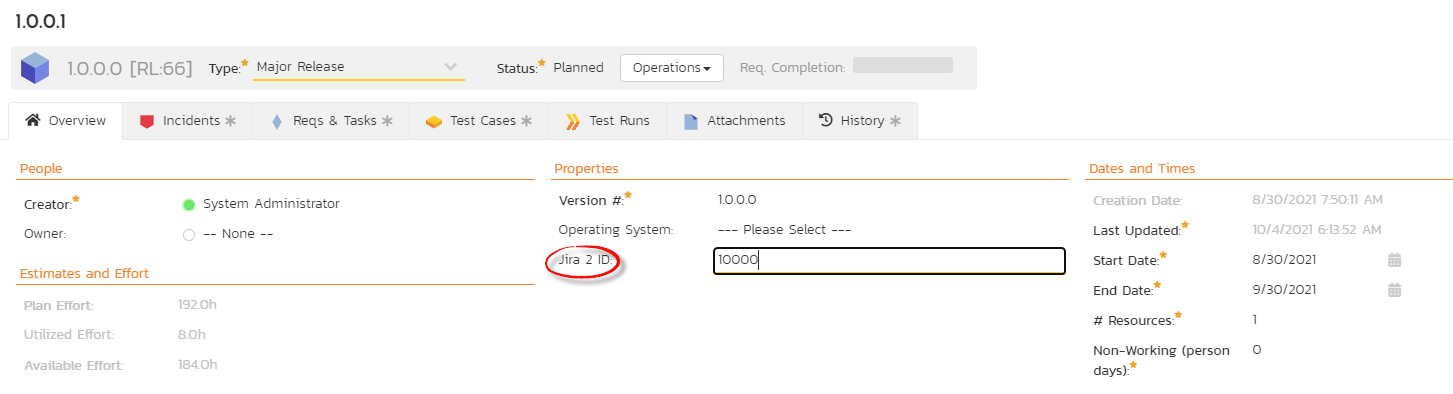 1.0.0.1
1.0.0.0 [RL:66] Type: Major Release Status: Planned Operations Req. Completion:
Overview Incidents Reqs & Tasks Test Cases Test Runs Attachments History
People
Creator: System Administrator
Owner: -- None --
Estimates and Effort
Plan Effort: 192.0h
Utilized Effort: 8.0h
Available Effort: 184.0h
Properties
Version #: 1.0.0.0
Operating System: --- Please Select ---
Jira 2 ID: 10000
Dates and Times
Creation Date: 8/30/2021 7:50:11 AM
Last Updated: 10/4/2021 6:13:52 AM
Start Date: 8/30/2021
End Date: 9/30/2021
# Resources: 1
Non-Working (person 0
days):